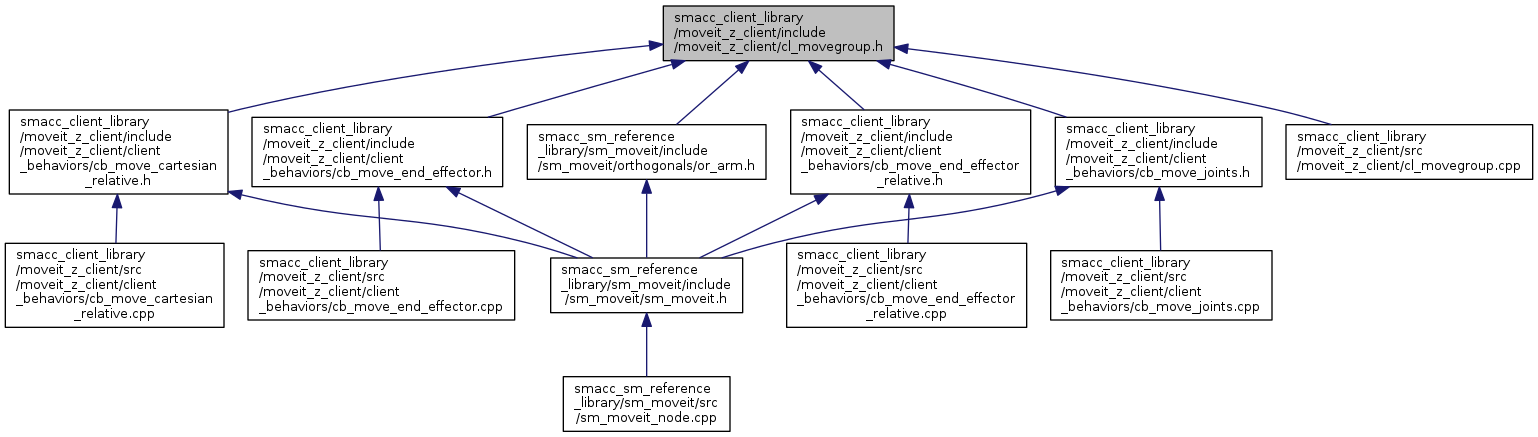 smacc_client_library
/moveit_z_client/include
/moveit_z_client/cl_movegroup.h
smacc_client_library
/moveit_z_client/include
/moveit_z_client/client
_behaviors/cb_move_cartesian
_relative.h
smacc_client_library
/moveit_z_client/include
/moveit_z_client/client
_behaviors/cb_move_end_effector.h
smacc_sm_reference
_library/sm_moveit/include
/sm_moveit/orthogonals/or_arm.h
smacc_client_library
/moveit_z_client/include
/moveit_z_client/client
_behaviors/cb_move_end_effector
_relative.h
smacc_client_library
/moveit_z_client/include
/moveit_z_client/client
_behaviors/cb_move_joints.h
smacc_client_library
/moveit_z_client/src
/moveit_z_client/cl_movegroup.cpp
smacc_client_library
/moveit_z_client/src
/moveit_z_client/client
_behaviors/cb_move_cartesian
_relative.cpp
smacc_client_library
/moveit_z_client/src
/moveit_z_client/client
_behaviors/cb_move_end_effector.cpp
smacc_sm_reference
_library/sm_moveit/include
/sm_moveit/sm_moveit.h
smacc_client_library
/moveit_z_client/src
/moveit_z_client/client
_behaviors/cb_move_end_effector
_relative.cpp
smacc_client_library
/moveit_z_client/src
/moveit_z_client/client
_behaviors/cb_move_joints.cpp
smacc_sm_reference
_library/sm_moveit/src
/sm_moveit_node.cpp